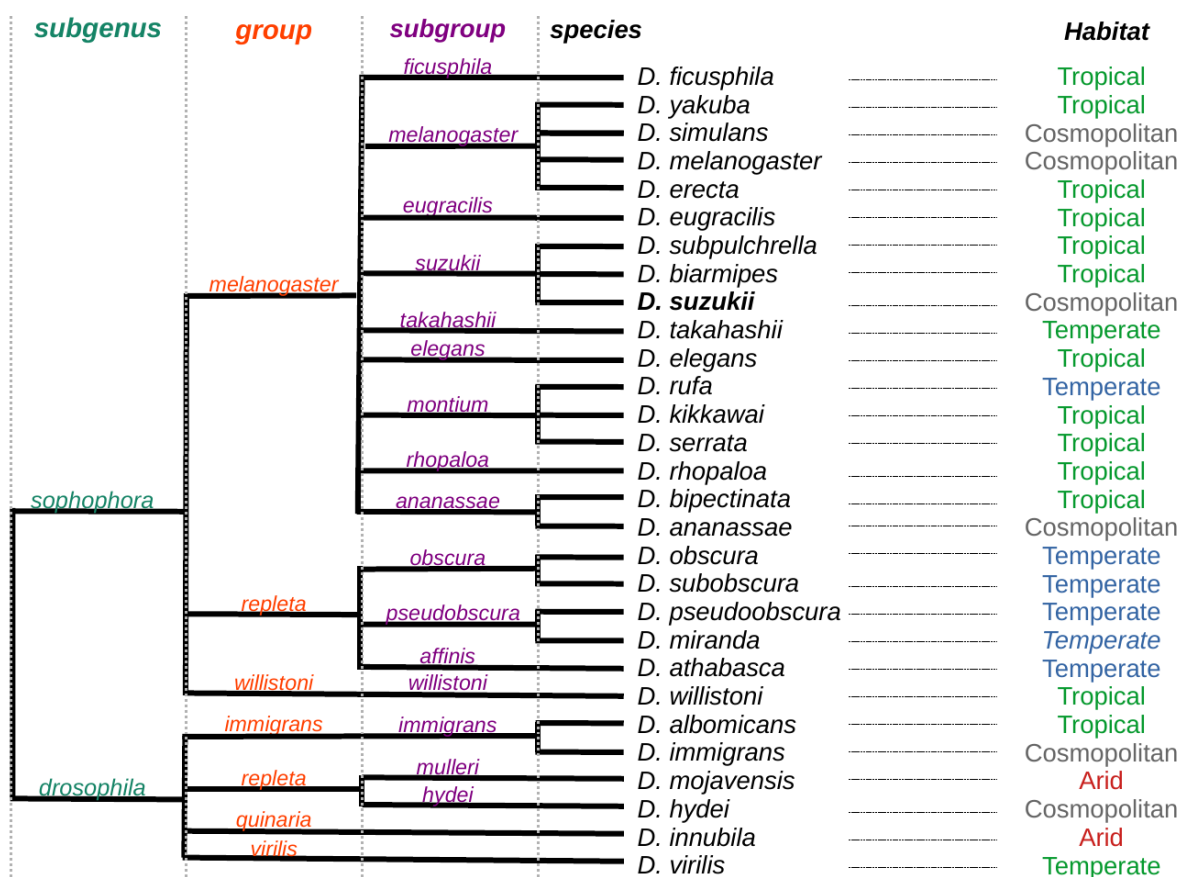 subgenus group subgroup species Habitat
ficusphila
D. ficusphila Tropical
D. yakuba Tropical
melanogaster D. simulans Cosmopolitan
D. melanogaster Cosmopolitan
D. erecta Tropical
eugracilis
D. eugracilis Tropical
D. subpulchrella Tropical
suzukii D. biarmipes Tropical
melanogaster
D. suzukii Cosmopolitan
takahashii D. takahashii Temperate
elegans D. elegans Tropical
D. rufa Temperate
montium D. kikkawai Tropical
D. serrata Tropical
rhopaloa D. rhopaloa Tropical
sophophora ananassae D. bipectinata Tropical
D. ananassae Cosmopolitan
obscura D. obscura Temperate
D. subobscura Temperate
repleta pseudobscura D. pseudoobscura Temperate
D. miranda Temperate
affinis D. athabasca Temperate
willistoni willistoni D. willistoni Tropical
immigrans immigrans D. albomicans Tropical
D. immigrans Cosmopolitan
drosophila repleta mulleri D. mojavensis Arid
hydei D. hydei Cosmopolitan
quinaria D. innubila Arid
virilis D. virilis Temperate